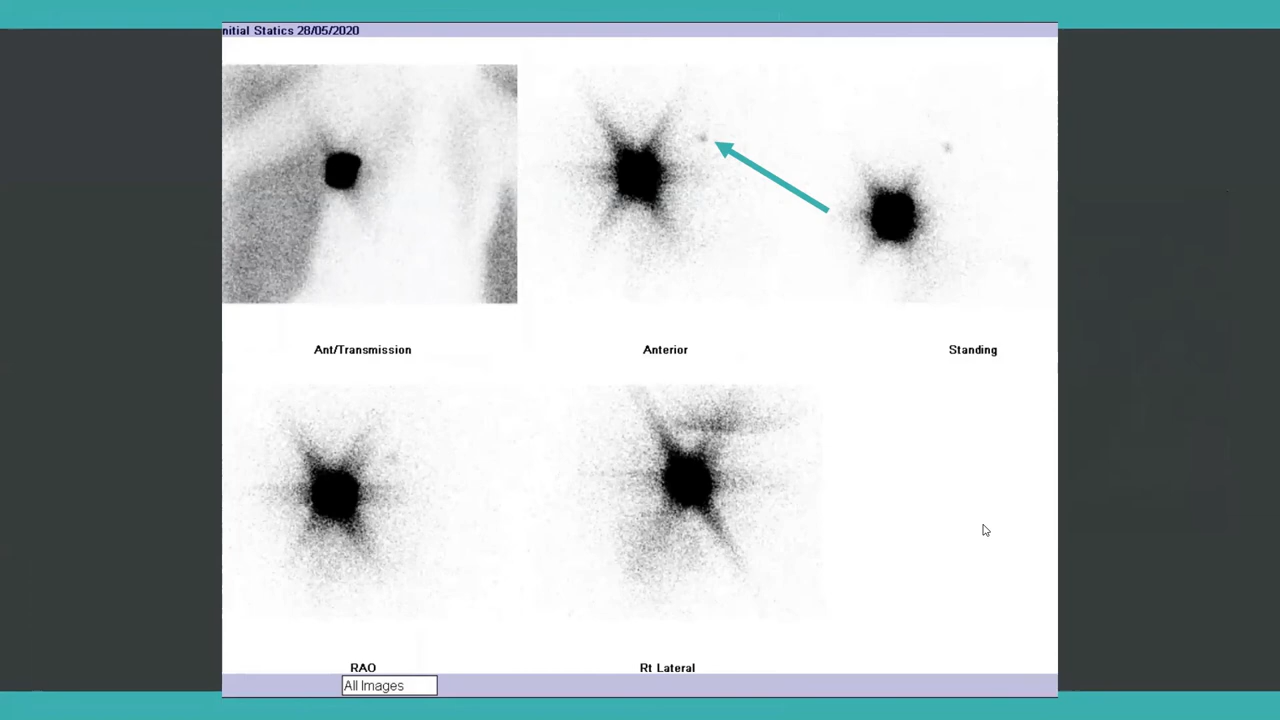 nitial Statics 28/05/2020
Ant/Transmission
Anterior
Standing
RAO
Rt Lateral
All Images